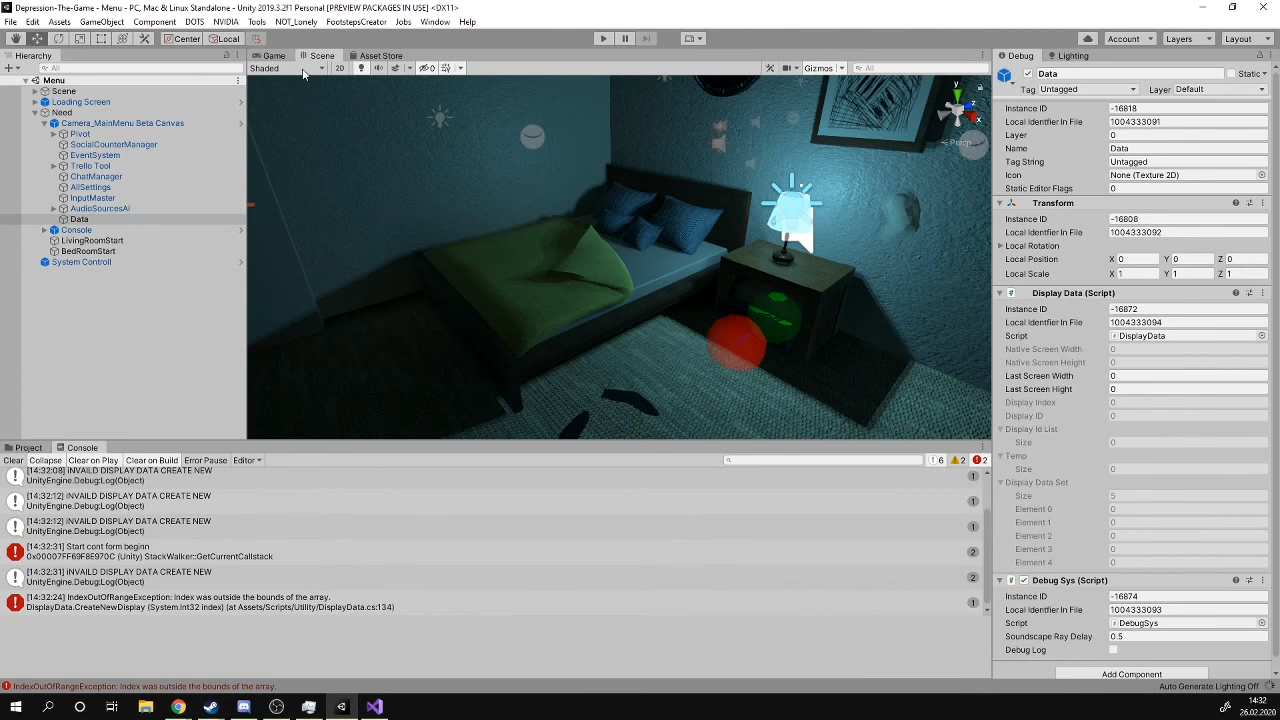 Depression-The-Game - Menu - PC, Mac & Linux Standalone - Unity 2019.3.2f1 Personal [PREVIEW PACKAGES IN USE] <DX11>
File Edit Assets GameObject Component DOTS NVIDIA Tools NOT_Lonely FootstepsCreator Jobs Window Help
Center Local Account Layers Layout
Hierarchy Game Scene Asset Store Debug Lighting
All Shaded 2D 0 Gizmos All Data Static
Menu
Tag Untagged Layer Default
Scene
Loading Screen
Need
Camera_MainMenu Beta Canvas
Pivot
SocialCounterManager
EventSystem
Trello Tool
ChatManager
AllSettings
InputMaster
AudioSourcesAi
Data
Console
LivingRoomStart
BedRoomStart
System Controll
y
z
x
Persp
Instance ID -16818
Local Identfier In File 1004333091
Layer 0
Name Data
Tag String Untagged
Icon None (Texture 2D)
Static Editor Flags 0
Transform
Instance ID -16808
Local Identfier In File 1004333092
Local Rotation
Local Position X 0 Y 0 Z 0
Local Scale X 1 Y 1 Z 1
Display Data (Script)
Instance ID -16872
Local Identfier In File 1004333094
Script DisplayData
Native Screen Width 0
Native Screen Height 0
Last Screen Width 0
Last Screen Hight 0
Display Index 0
Display ID 0
Display Id List
Size 0
Temp
Size 0
Display Data Set
Size 5
Element 0 0
Element 1 0
Element 2 0
Element 3 0
Element 4 0
Debug Sys (Script)
Instance ID -16874
Local Identfier In File 1004333093
Script DebugSys
Soundscape Ray Delay 0.5
Debug Log
Add Component
Auto Generate Lighting Off
Project Console
Clear Collapse Clear on Play Clear on Build Error Pause Editor 6 2 2
[14:32:08] iNVAILD DISPLAY DATA CREATE NEW
UnityEngine.Debug:Log(Object) 1
[14:32:12] iNVAILD DISPLAY DATA CREATE NEW
UnityEngine.Debug:Log(Object) 1
[14:32:12] iNVAILD DISPLAY DATA CREATE NEW
UnityEngine.Debug:Log(Object) 1
[14:32:31] Start cont form beginn
0x00007FF69F8E970C (Unity) StackWalker::GetCurrentCallstack 2
[14:32:31] iNVAILD DISPLAY DATA CREATE NEW
UnityEngine.Debug:Log(Object) 2
[14:32:24] IndexOutOfRangeException: Index was outside the bounds of the array.
DisplayData.CreateNewDisplay (System.Int32 index) (at Assets/Scripts/Utility/DisplayData.cs:134) 1
IndexOutOfRangeException: Index was outside the bounds of the array.
14:32
26.02.2020